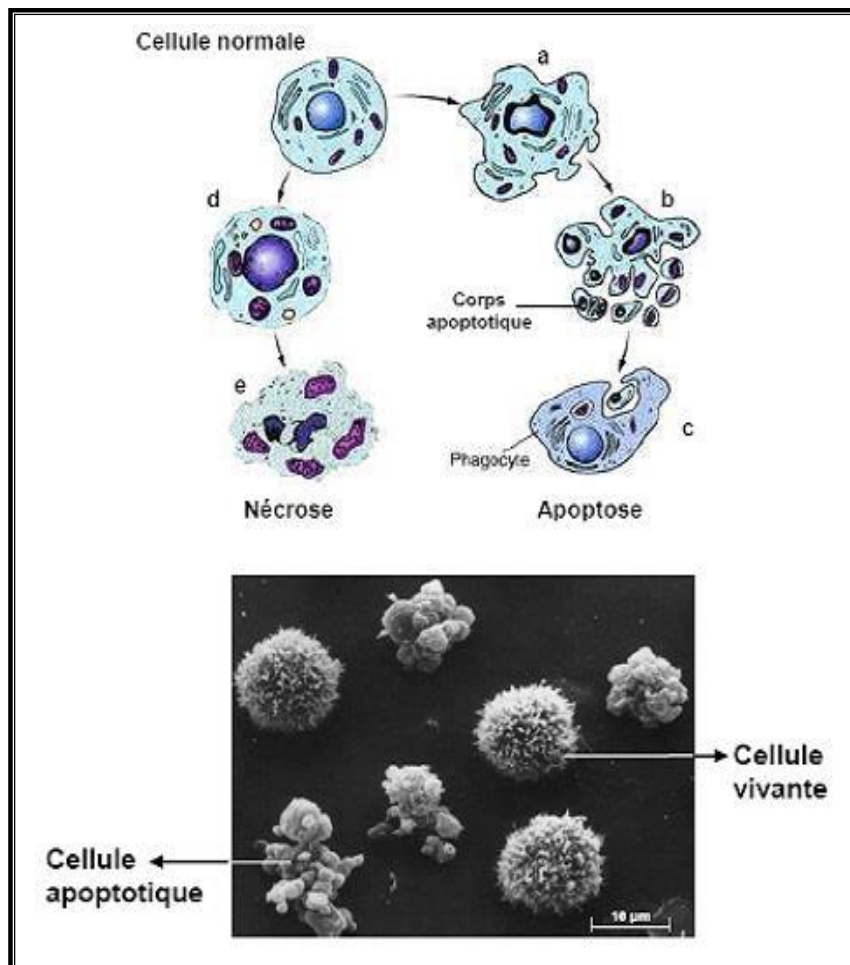 Cellule normale
a
d
b
Corps
apoptotique
e
c
Phagocyte
Nécrose
Apoptose
Cellule
vivante
Cellule
apoptotique
10 µm